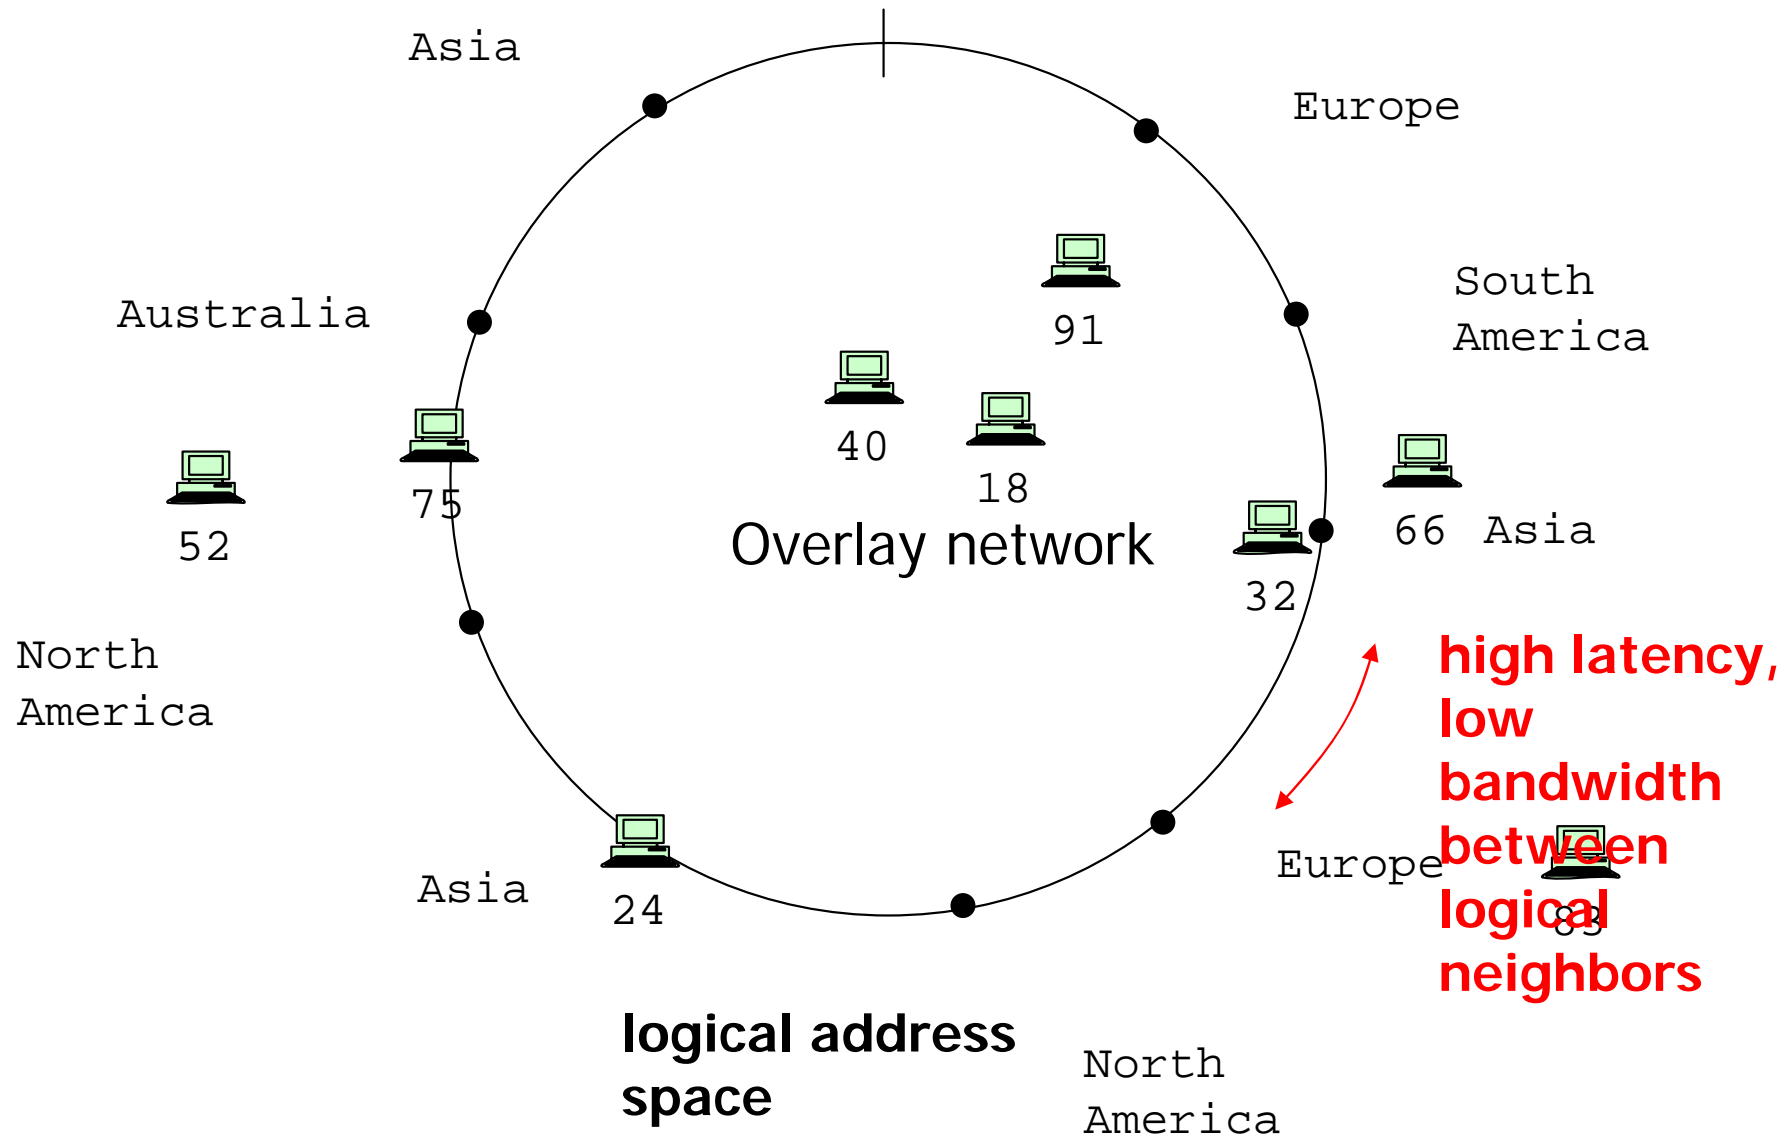 Asia
Europe
South
America
Australia
91
40
18
75
52
66
Asia
Overlay network
32
North
America
high latency,
low
bandwidth
between
logical
neighbors
Europe
83
Asia
24
logical address
space
North
America